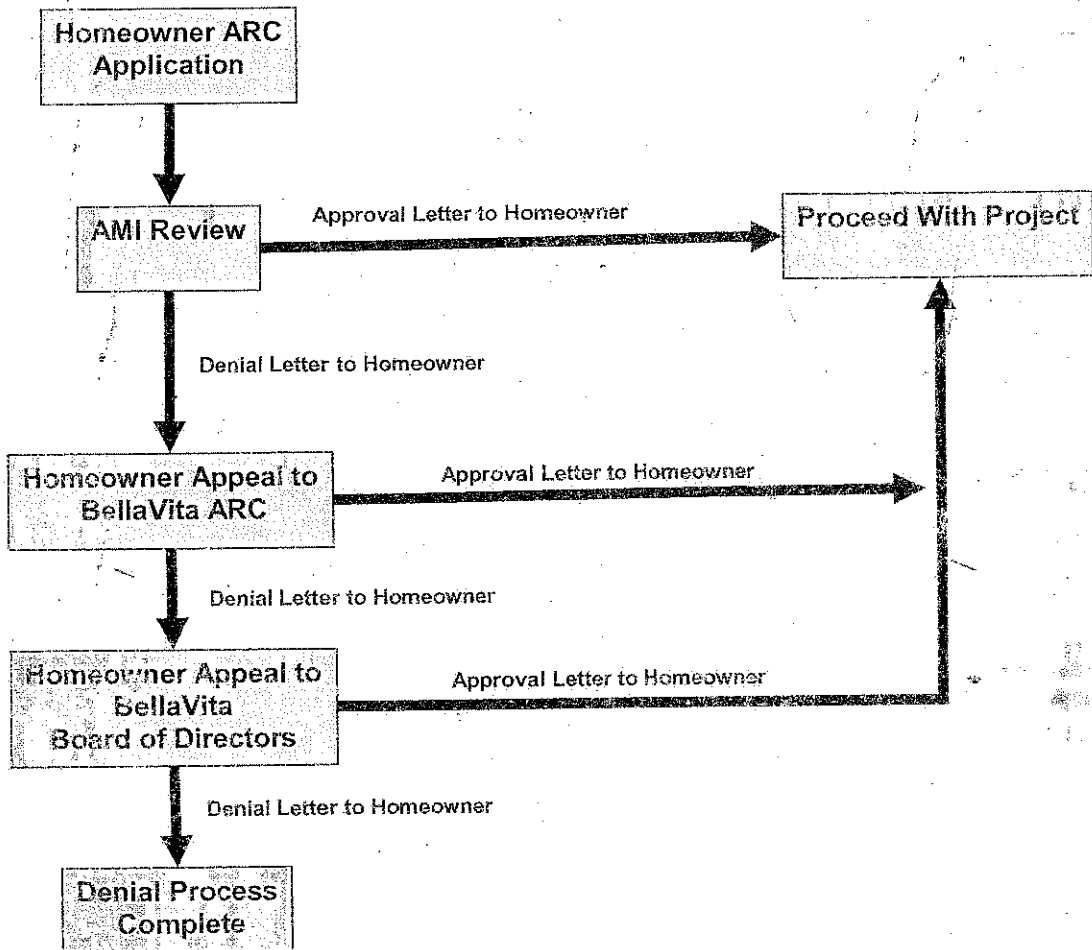 Homeowner ARC
Application
AMI Review
Approval Letter to Homeowner
Proceed With Project
Denial Letter to Homeowner
Homeowner Appeal to
BellaVita ARC
Approval Letter to Homeowner
Denial Letter to Homeowner
Homeowner Appeal to
BellaVita
Board of Directors
Approval Letter to Homeowner
Denial Letter to Homeowner
Denial Process
Complete